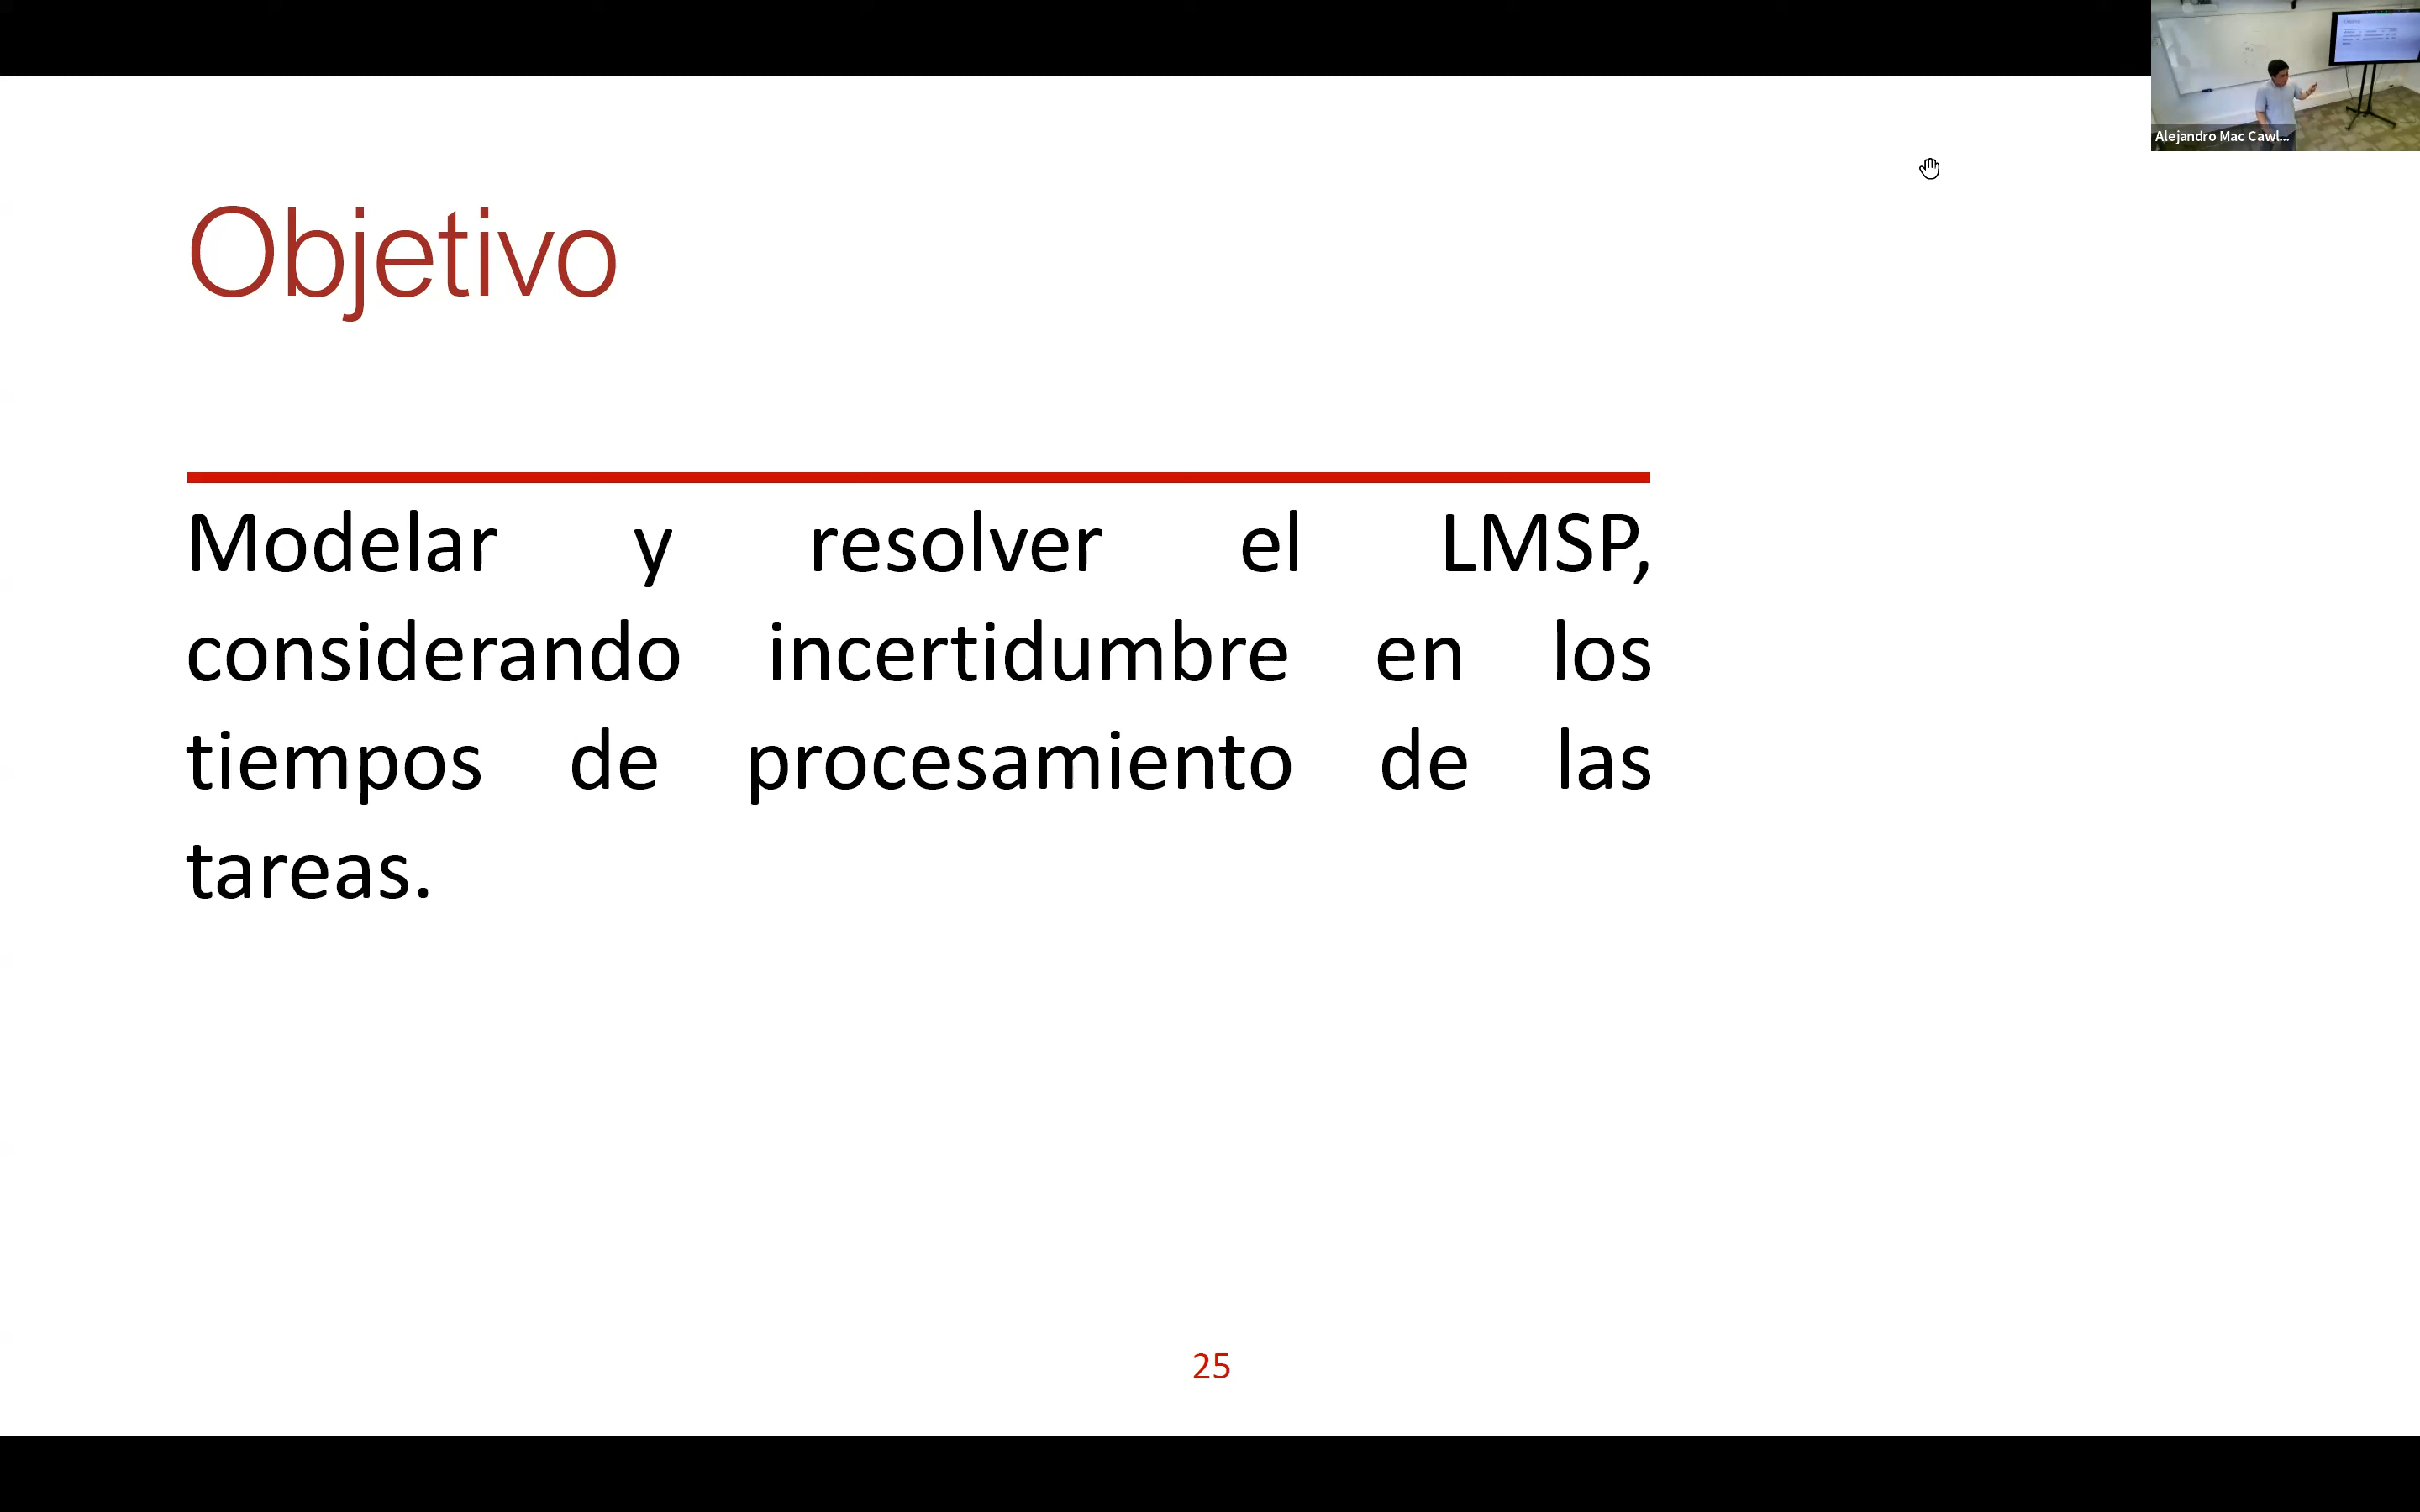 Alejandro Mac Cawl...
Objetivo
Modelar y resolver el LMSP,
considerando incertidumbre en los
tiempos de procesamiento de las
tareas.
25